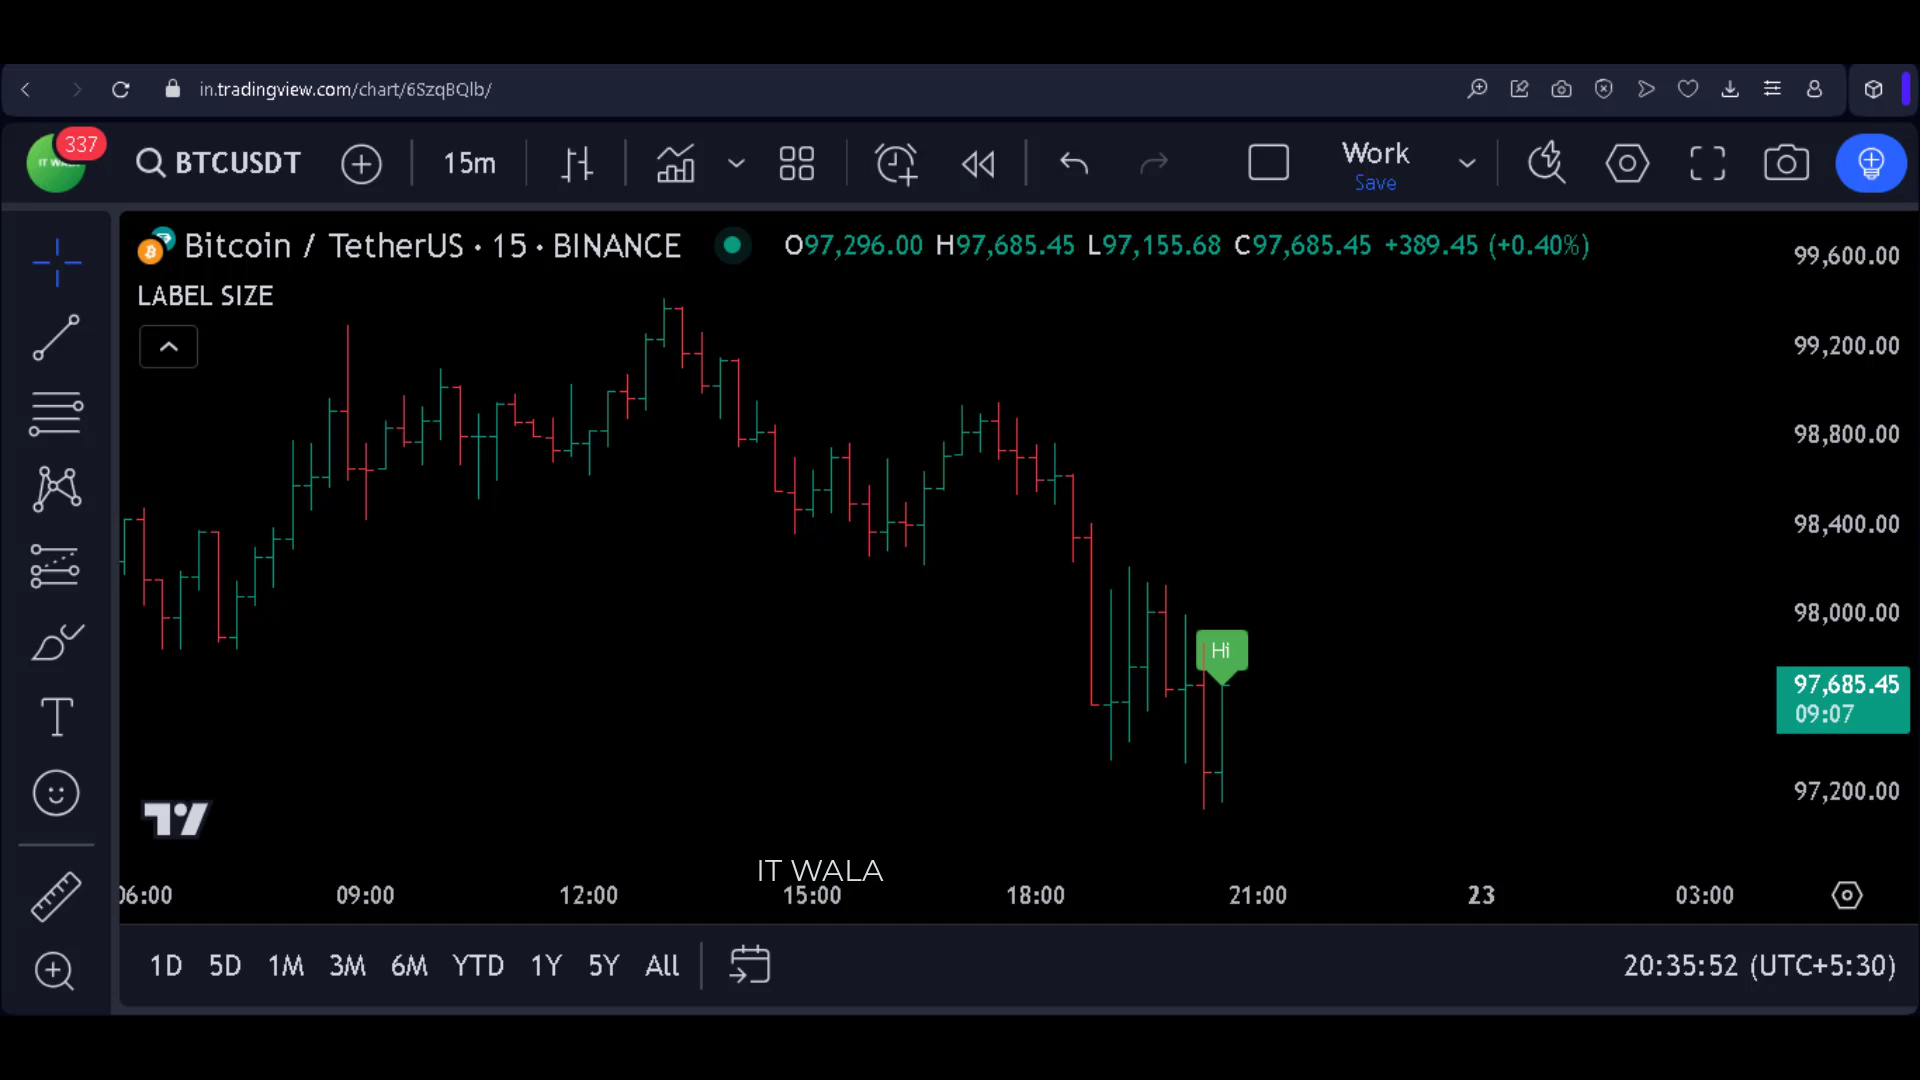 in.tradingview.com/chart/6SzqBQlb/
337
BTCUSDT
15m
Work
Save
Bitcoin / TetherUS · 15 · BINANCE
O97,296.00 H97,685.45 L97,155.68 C97,685.45 +389.45 (+0.40%)
LABEL SIZE
99,600.00
99,200.00
98,800.00
98,400.00
98,000.00
Hi
97,685.45
09:07
97,200.00
IT WALA
06:00 09:00 12:00 15:00 18:00 21:00 23 03:00
1D 5D 1M 3M 6M YTD 1Y 5Y All
20:35:52 (UTC+5:30)